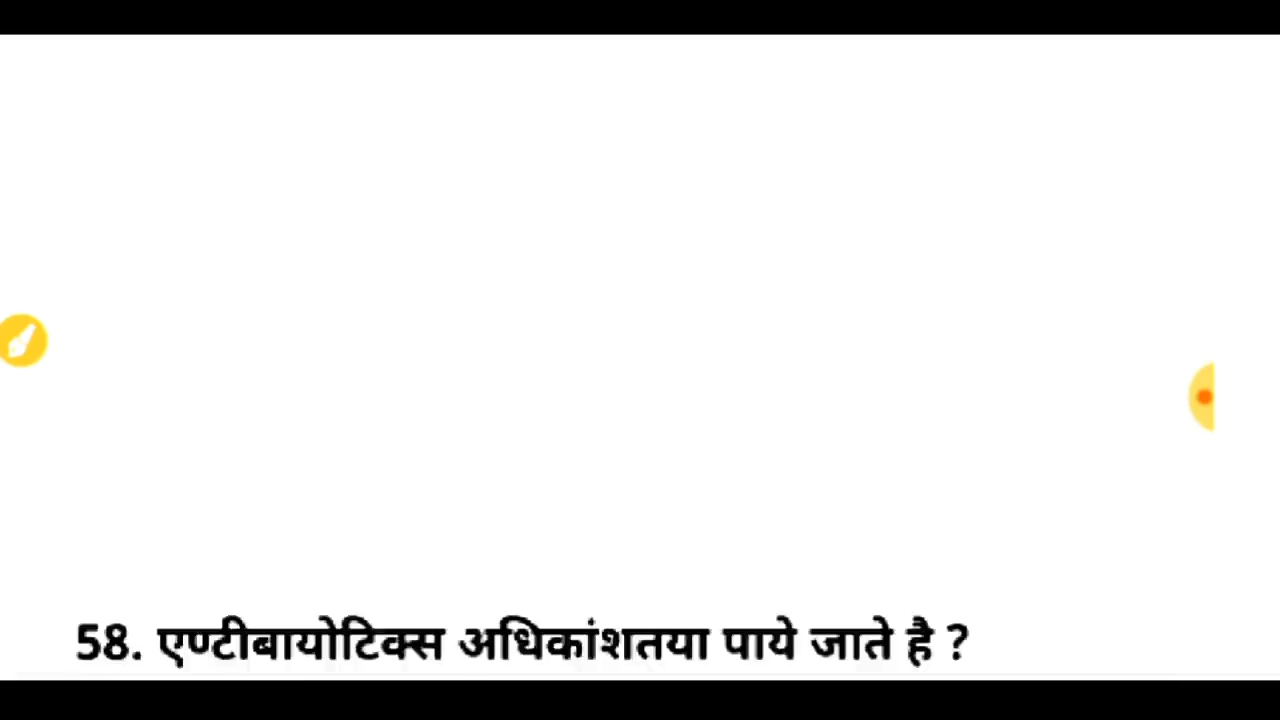 58. एण्टीबायोटिक्स अधिकांशतया पाये जाते है ?